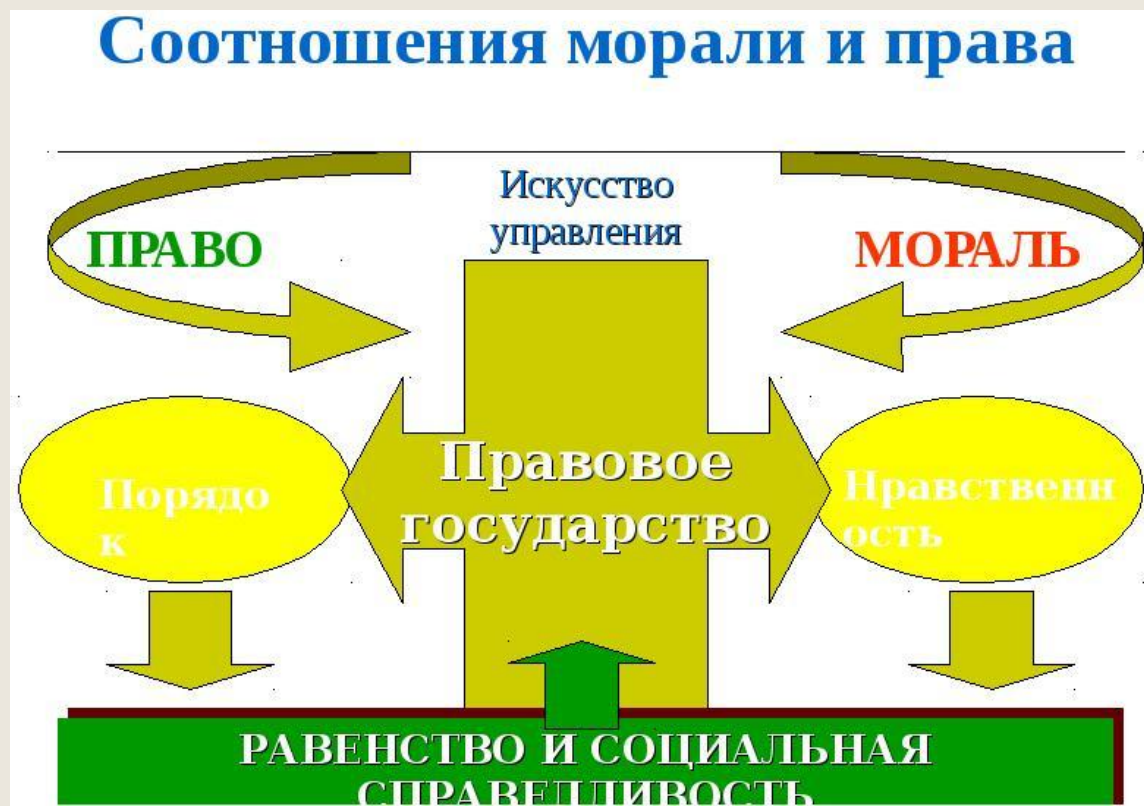 Соотношения морали и права
Искусство
управления
ПРАВО
МОРАЛЬ
Правовое
государство
Порядо
к
Нравственн
ость
РАВЕНСТВО И СОЦИАЛЬНАЯ
СПРАВЕДЛИВОСТЬ